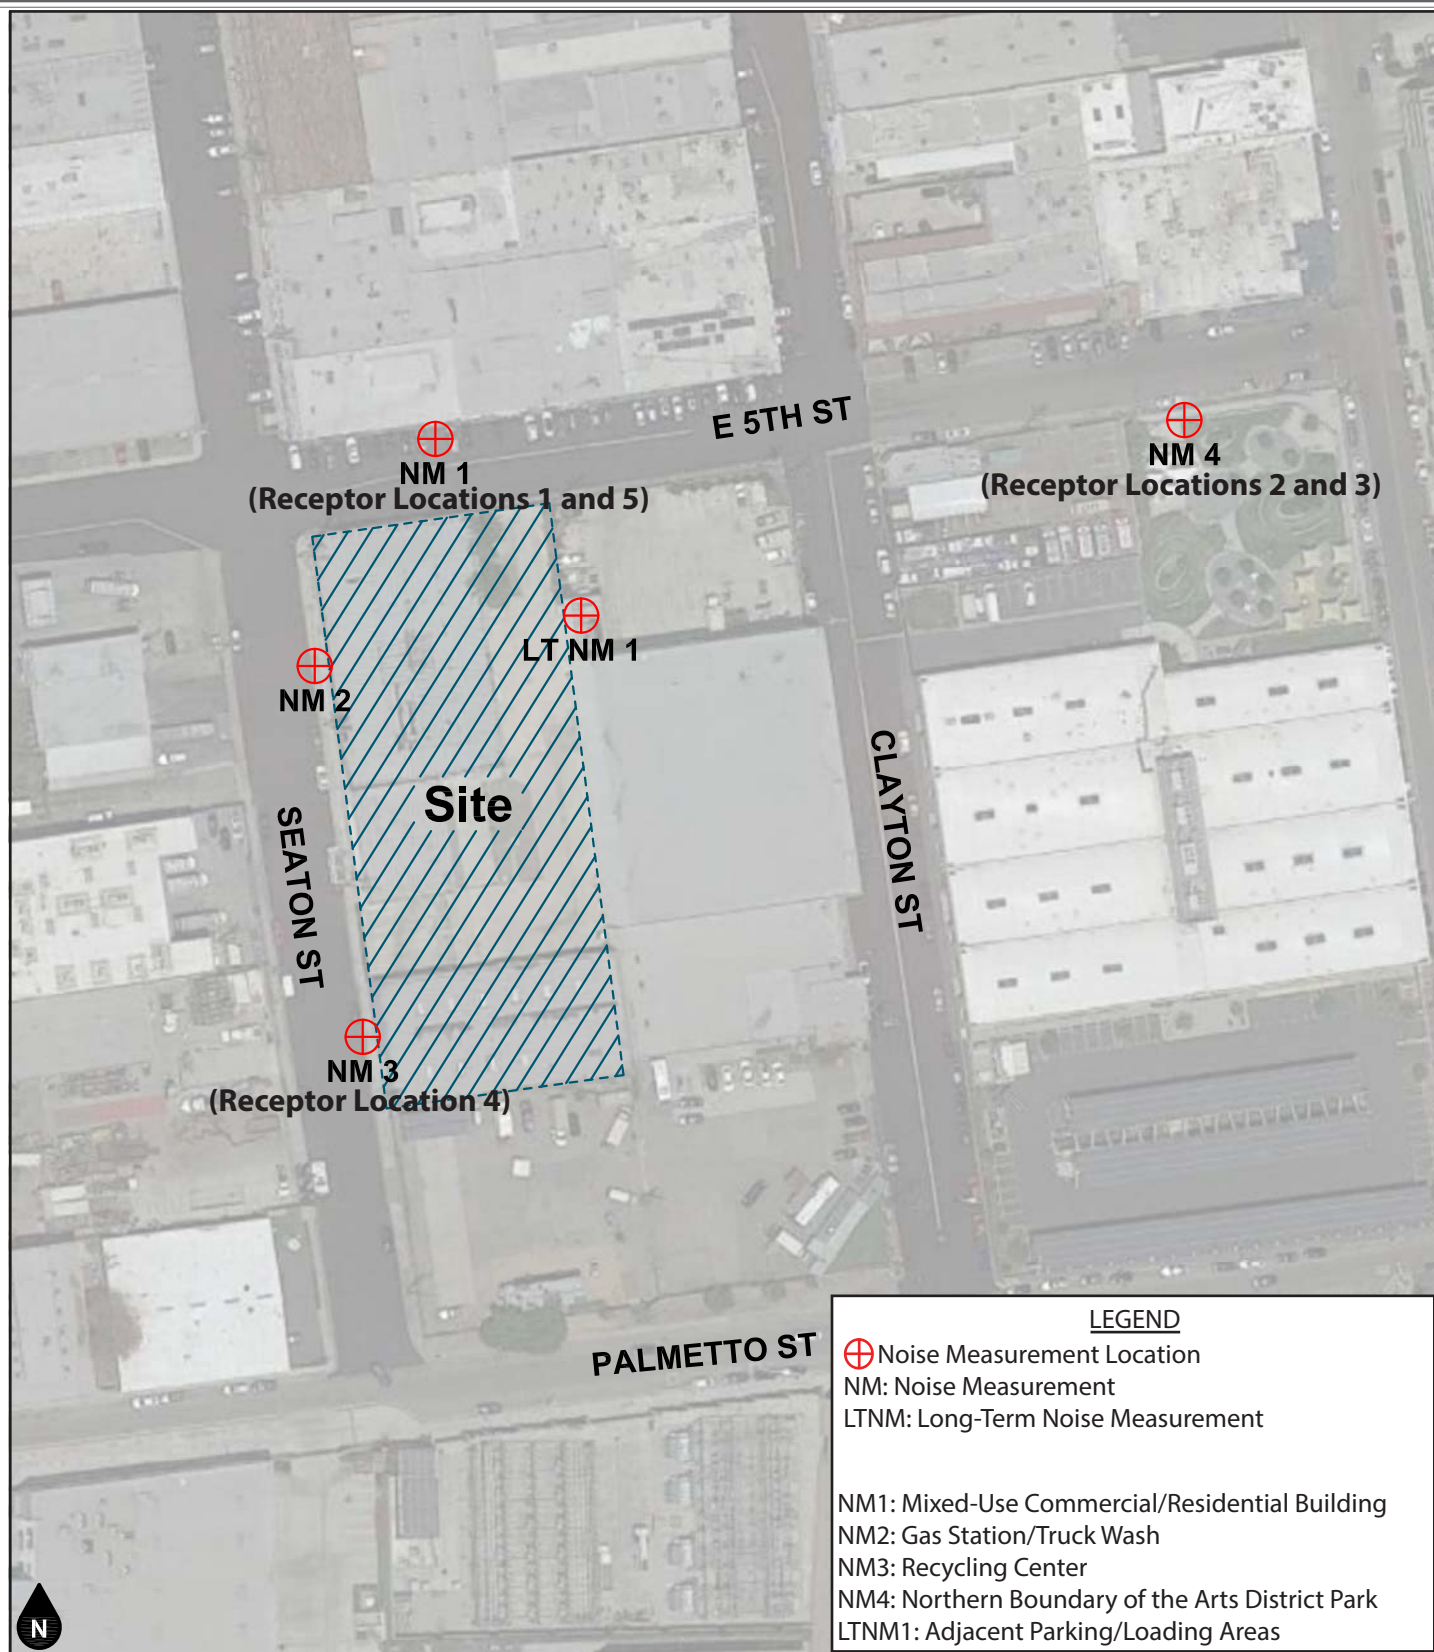 E 5TH ST
NM 1
(Receptor Locations 1 and 5)
NM 4
(Receptor Locations 2 and 3)
LT NM 1
NM 2
Site
SEATON ST
CLAYTON ST
NM 3
(Receptor Location 4)
PALMETTO ST
LEGEND
Noise Measurement Location
NM: Noise Measurement
LTNM: Long-Term Noise Measurement
NM1: Mixed-Use Commercial/Residential Building
NM2: Gas Station/Truck Wash
NM3: Recycling Center
NM4: Northern Boundary of the Arts District Park
LTNM1: Adjacent Parking/Loading Areas
N